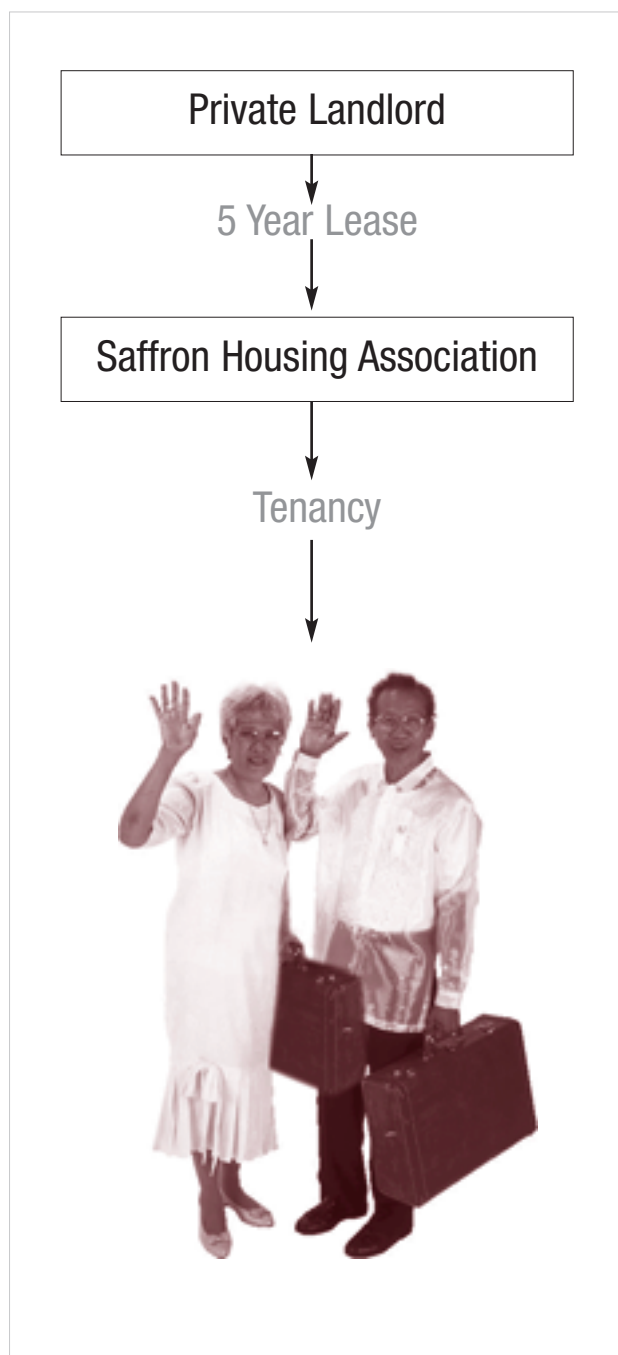 Private Landlord
5 Year Lease
Saffron Housing Association
Tenancy